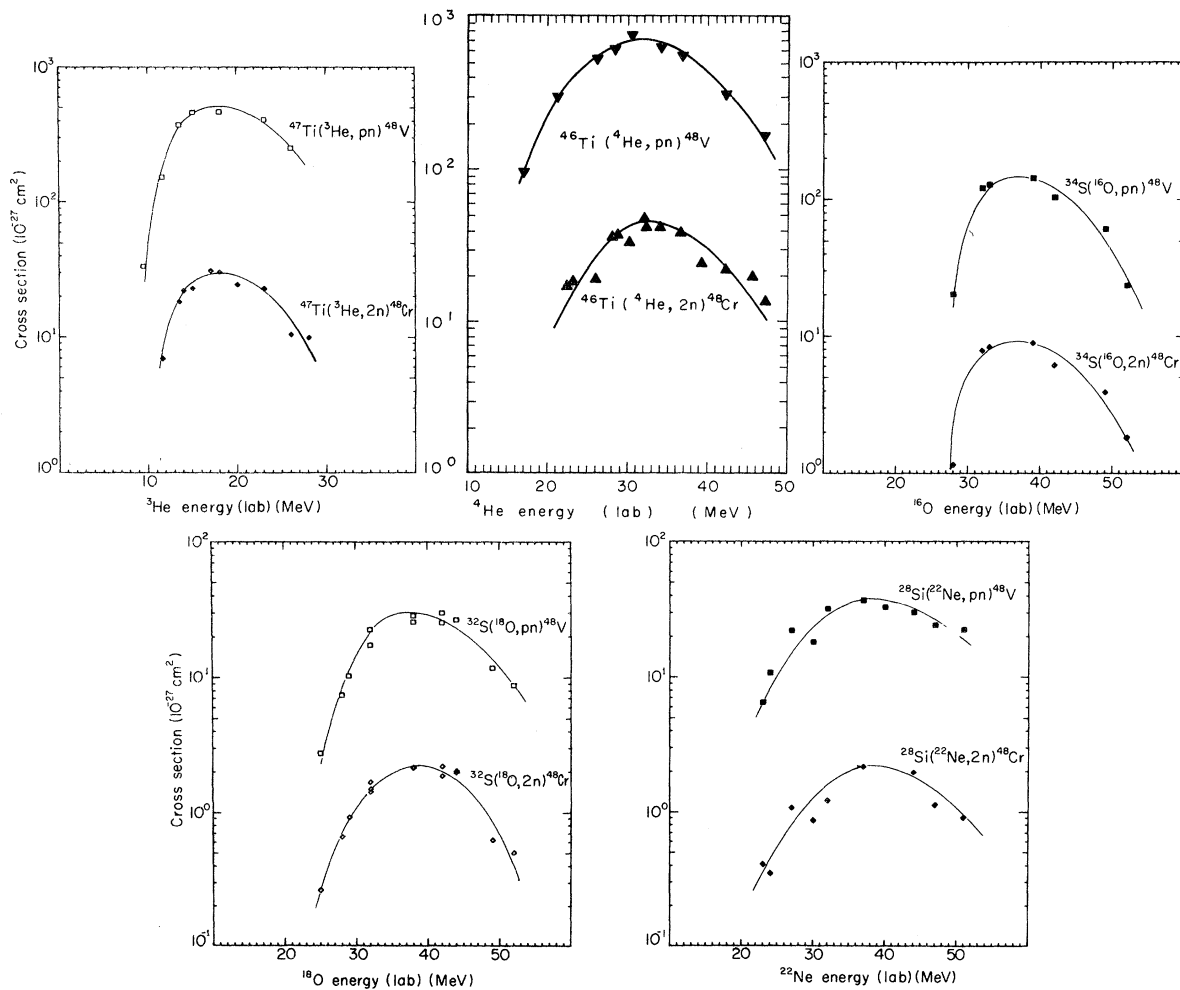 Cross section (10⁻²⁷ cm²)
10³
10²
10¹
10⁰
⁴⁷Ti(³He, pn)⁴⁸V
⁴⁷Ti(³He, 2n)⁴⁸Cr
10 20 30
³He energy (lab) (MeV)
10³
10²
10¹
10⁰
⁴⁶Ti (⁴He, pn) ⁴⁸V
⁴⁶Ti (⁴He, 2n) ⁴⁸Cr
10 20 30 40 50
⁴He energy (lab) (MeV)
10³
10²
10¹
10⁰
³⁴S(¹⁶O, pn)⁴⁸V
³⁴S(¹⁶O, 2n)⁴⁸Cr
20 30 40 50
¹⁶O energy (lab) (MeV)
Cross section (10⁻²⁷ cm²)
10²
10¹
10⁰
10⁻¹
³²S(¹⁸O, pn)⁴⁸V
³²S(¹⁸O, 2n)⁴⁸Cr
20 30 40 50
¹⁸O energy (lab) (MeV)
10²
10¹
10⁰
10⁻¹
²⁸Si(²²Ne, pn)⁴⁸V
²⁸Si(²²Ne, 2n)⁴⁸Cr
20 30 40 50
²²Ne energy (lab) (MeV)